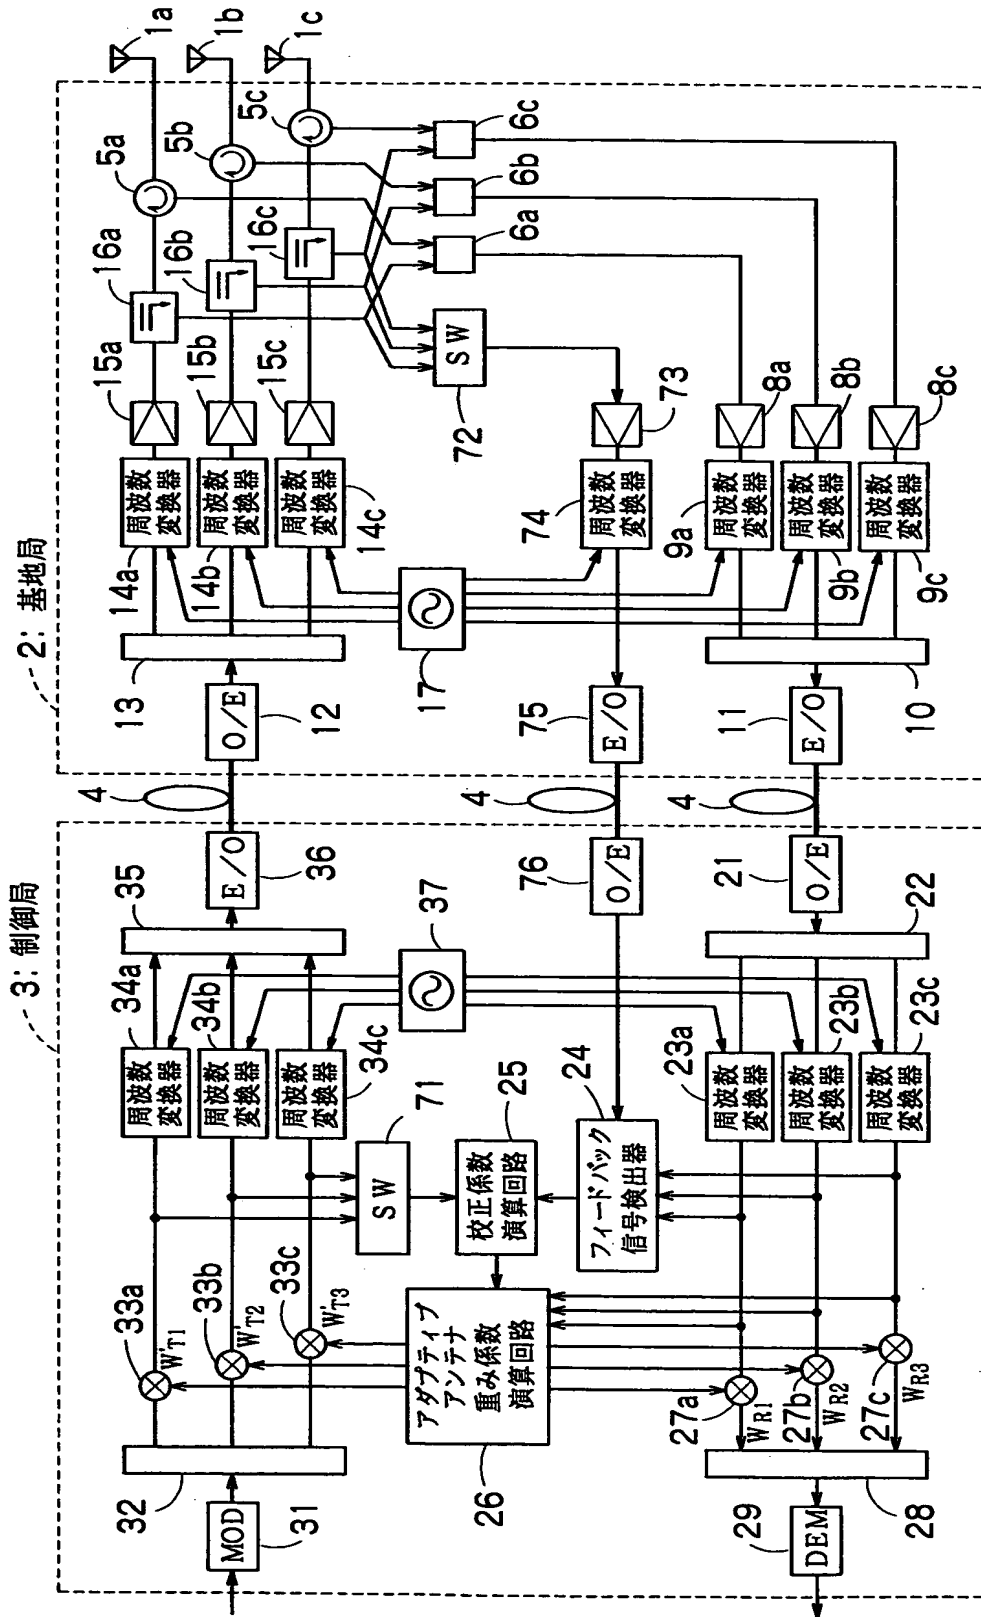 3: 制御局
2: 基地局
1a
1b
1c
5a
5b
5c
16a
16b
16c
6a
6b
6c
15a
15b
15c
14a
周波数
変換器
14b
周波数
変換器
14c
周波数
変換器
13
12
O/E
4
36
E/O
35
34a
周波数
変換器
34b
周波数
変換器
34c
周波数
変換器
33a
W'T1
33b
W'T2
33c
W'T3
32
31
MOD
72
SW
73
74
周波数
変換器
17
75
E/O
4
76
O/E
37
71
SW
25
校正係数
演算回路
24
フィードバック
信号検出器
26
アダプティブ
アンテナ
重み係数
演算回路
8a
8b
8c
9a
周波数
変換器
9b
周波数
変換器
9c
周波数
変換器
10
11
E/O
4
21
O/E
22
23a
周波数
変換器
23b
周波数
変換器
23c
周波数
変換器
27a
WR1
27b
WR2
27c
WR3
28
29
DEM